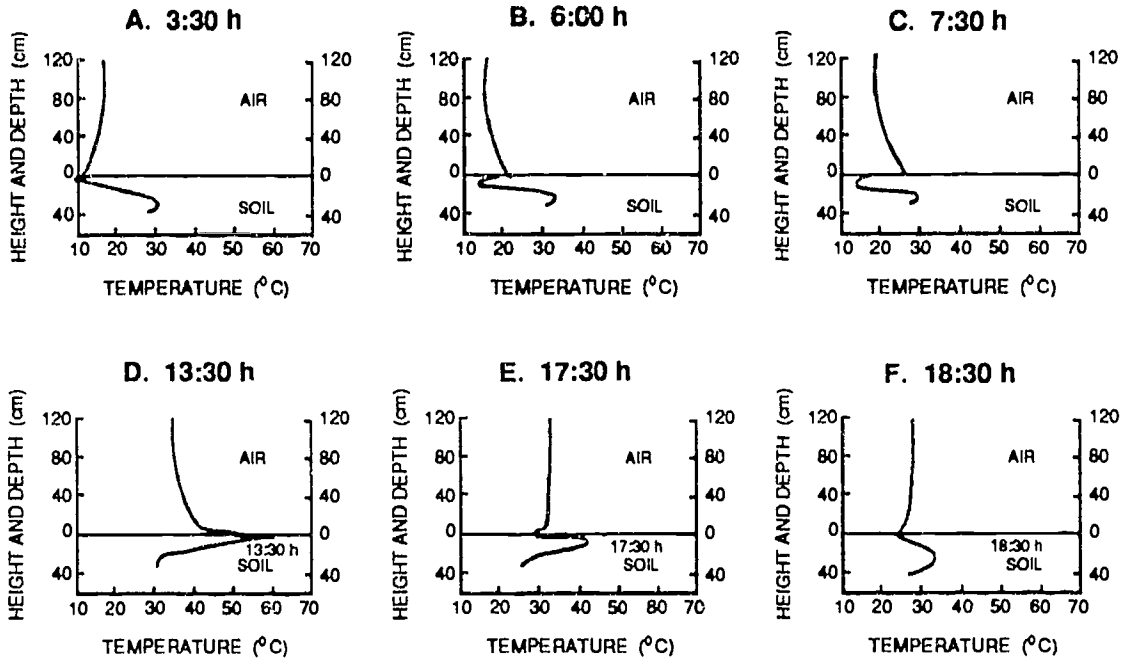 A. 3:30 h
HEIGHT AND DEPTH (cm)
120
80
40
0
40
AIR
SOIL
120
80
40
0
40
10 20 30 40 50 60 70
TEMPERATURE (°C)
B. 6:00 h
HEIGHT AND DEPTH (cm)
120
80
40
0
40
AIR
SOIL
120
80
40
0
40
10 20 30 40 50 60 70
TEMPERATURE (°C)
C. 7:30 h
HEIGHT AND DEPTH (cm)
120
80
40
0
40
AIR
SOIL
120
80
40
0
40
10 20 30 40 50 60 70
TEMPERATURE (°C)
D. 13:30 h
HEIGHT AND DEPTH (cm)
120
80
40
0
40
AIR
13:30 h
SOIL
120
80
40
0
40
10 20 30 40 50 60 70
TEMPERATURE (°C)
E. 17:30 h
HEIGHT AND DEPTH (cm)
120
80
40
0
40
AIR
17:30 h
SOIL
120
80
40
0
40
10 20 30 40 50 80 70
TEMPERATURE (°C)
F. 18:30 h
HEIGHT AND DEPTH (cm)
120
80
40
0
40
AIR
18:30 h
SOIL
120
80
40
0
40
10 20 30 40 50 60 70
TEMPERATURE (°C)